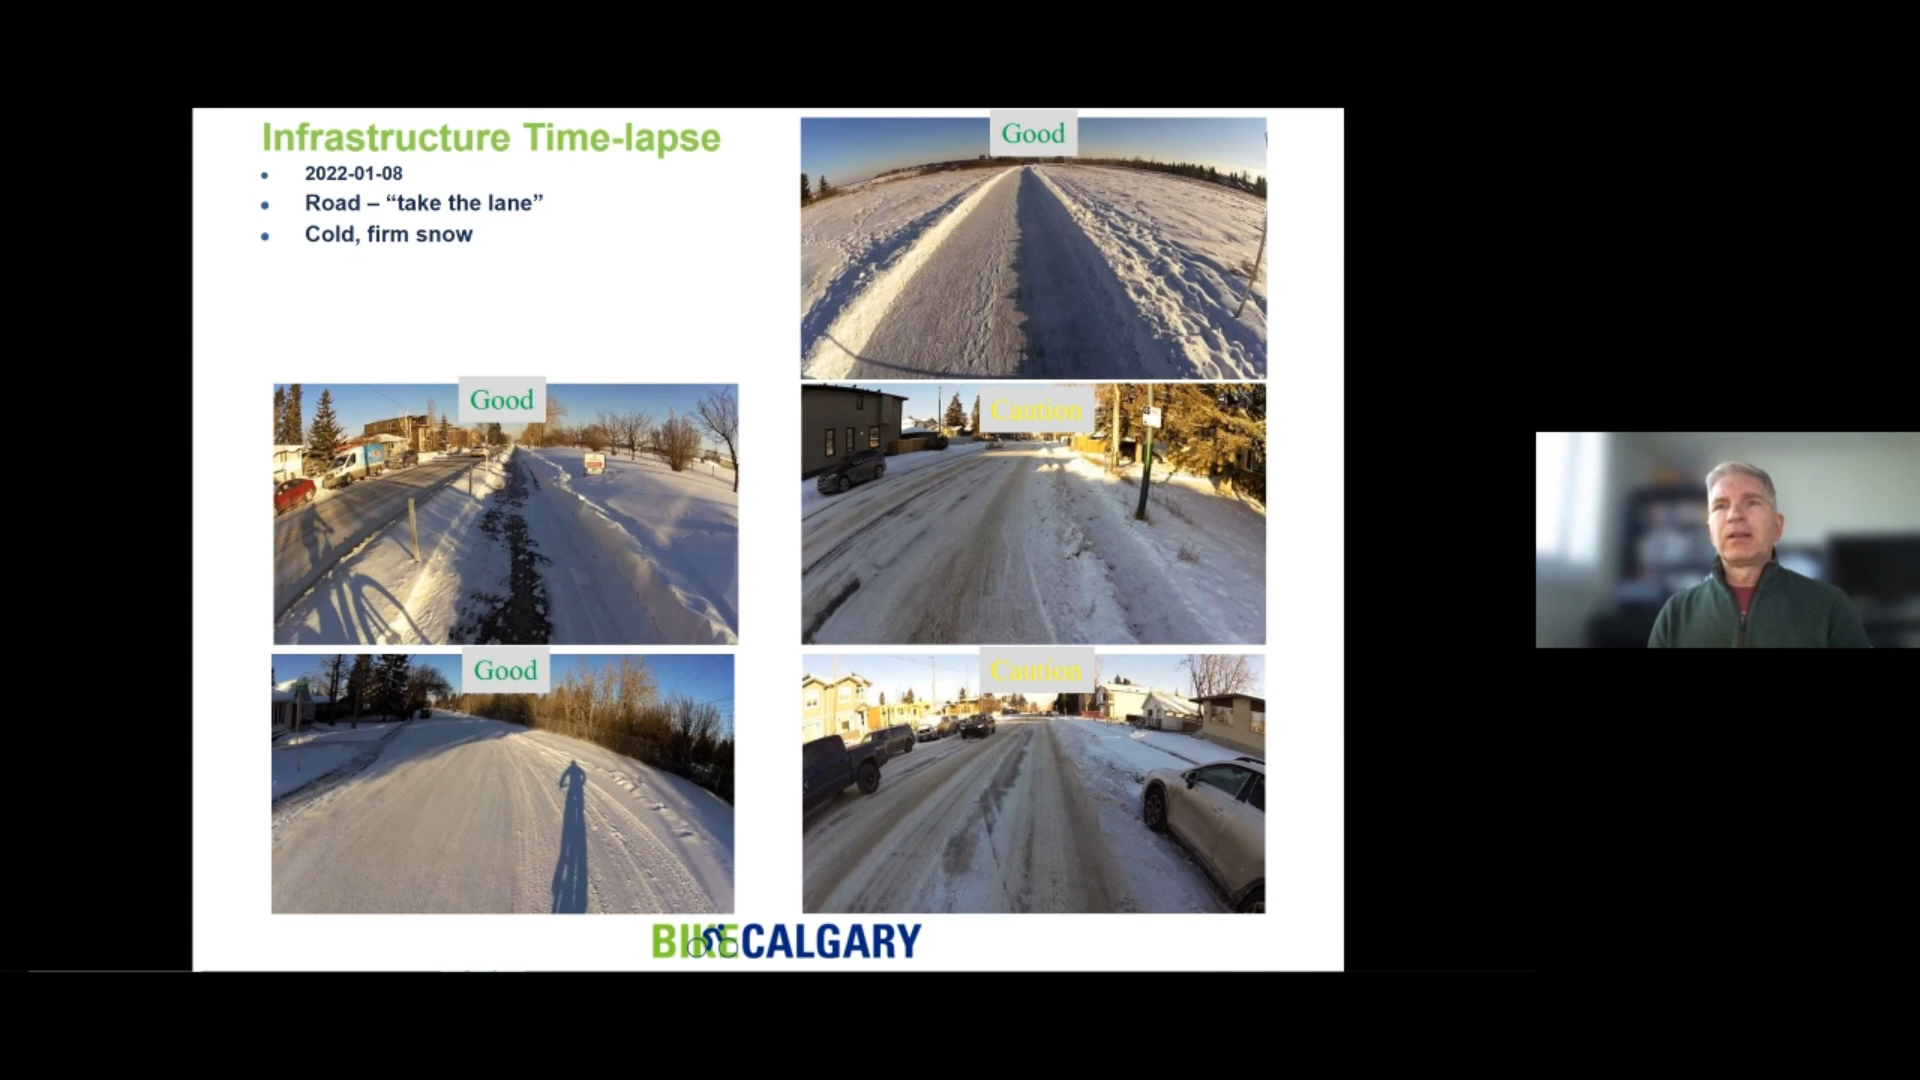 Infrastructure Time-lapse
• 2022-01-08
• Road – “take the lane”
• Cold, firm snow
Good
Good
Caution
Good
Caution
BIKECALGARY